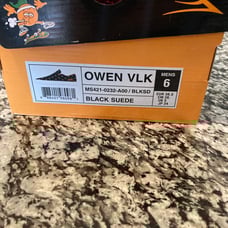 OWEN VLK
MENS
6
MS421-0232-A00 / BLKSD
BLACK SUEDE